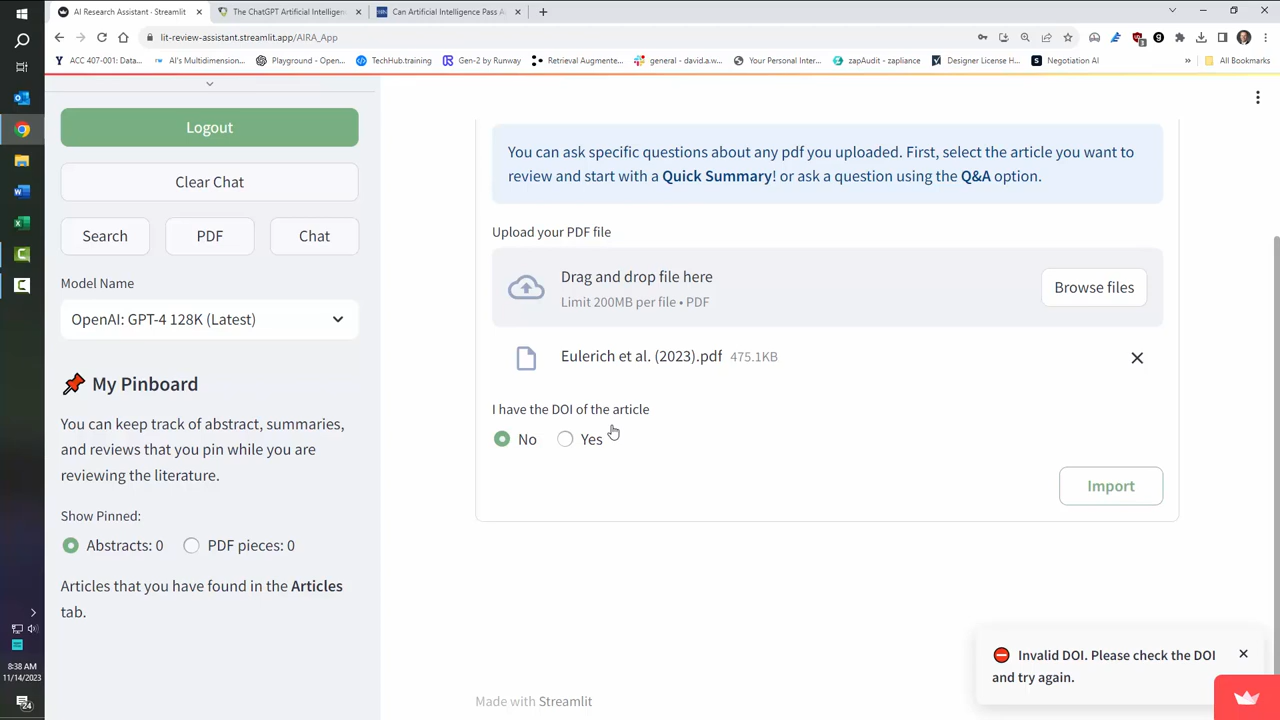 AI Research Assistant - Streamlit
The ChatGPT Artificial Intelligenc
Can Artificial Intelligence Pass A
lit-review-assistant.streamlit.app/AIRA_App
ACC 407-001: Data...
AI's Multidimension...
Playground - Open...
TechHub.training
Gen-2 by Runway
Retrieval Augmente...
general - david.a.w...
Your Personal Inter...
zapAudit - zapliance
Designer License H...
Negotiation AI
»
All Bookmarks
Logout
Clear Chat
Search
PDF
Chat
Model Name
OpenAI: GPT-4 128K (Latest)
My Pinboard
You can keep track of abstract, summaries,
and reviews that you pin while you are
reviewing the literature.
Show Pinned:
Abstracts: 0
PDF pieces: 0
Articles that you have found in the Articles
tab.
You can ask specific questions about any pdf you uploaded. First, select the article you want to
review and start with a Quick Summary! or ask a question using the Q&A option.
Upload your PDF file
Drag and drop file here
Limit 200MB per file • PDF
Browse files
Eulerich et al. (2023).pdf 475.1KB
I have the DOI of the article
No
Yes
Import
Invalid DOI. Please check the DOI
and try again.
Made with Streamlit
8:38 AM
11/14/2023
24